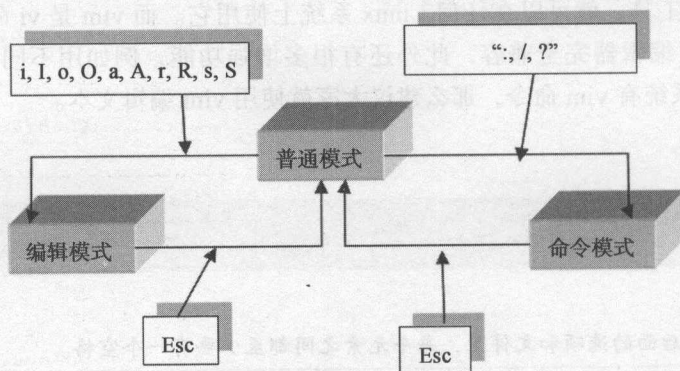 i, I, o, O, a, A, r, R, s, S
“:, /, ?”
普通模式
编辑模式
命令模式
Esc
Esc